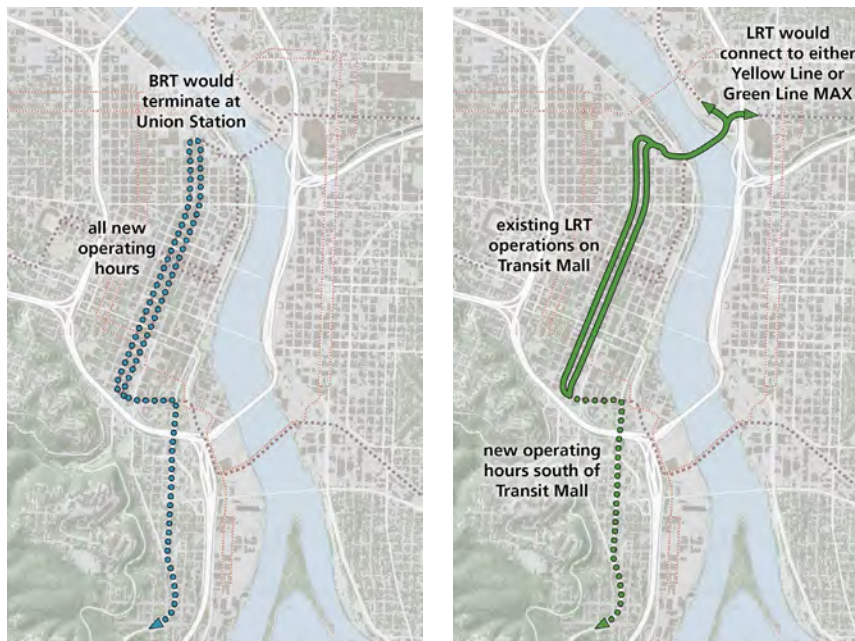 BRT would
terminate at
Union Station
all new
operating
hours
LRT would
connect to either
Yellow Line or
Green Line MAX
existing LRT
operations on
Transit Mall
new operating
hours south of
Transit Mall